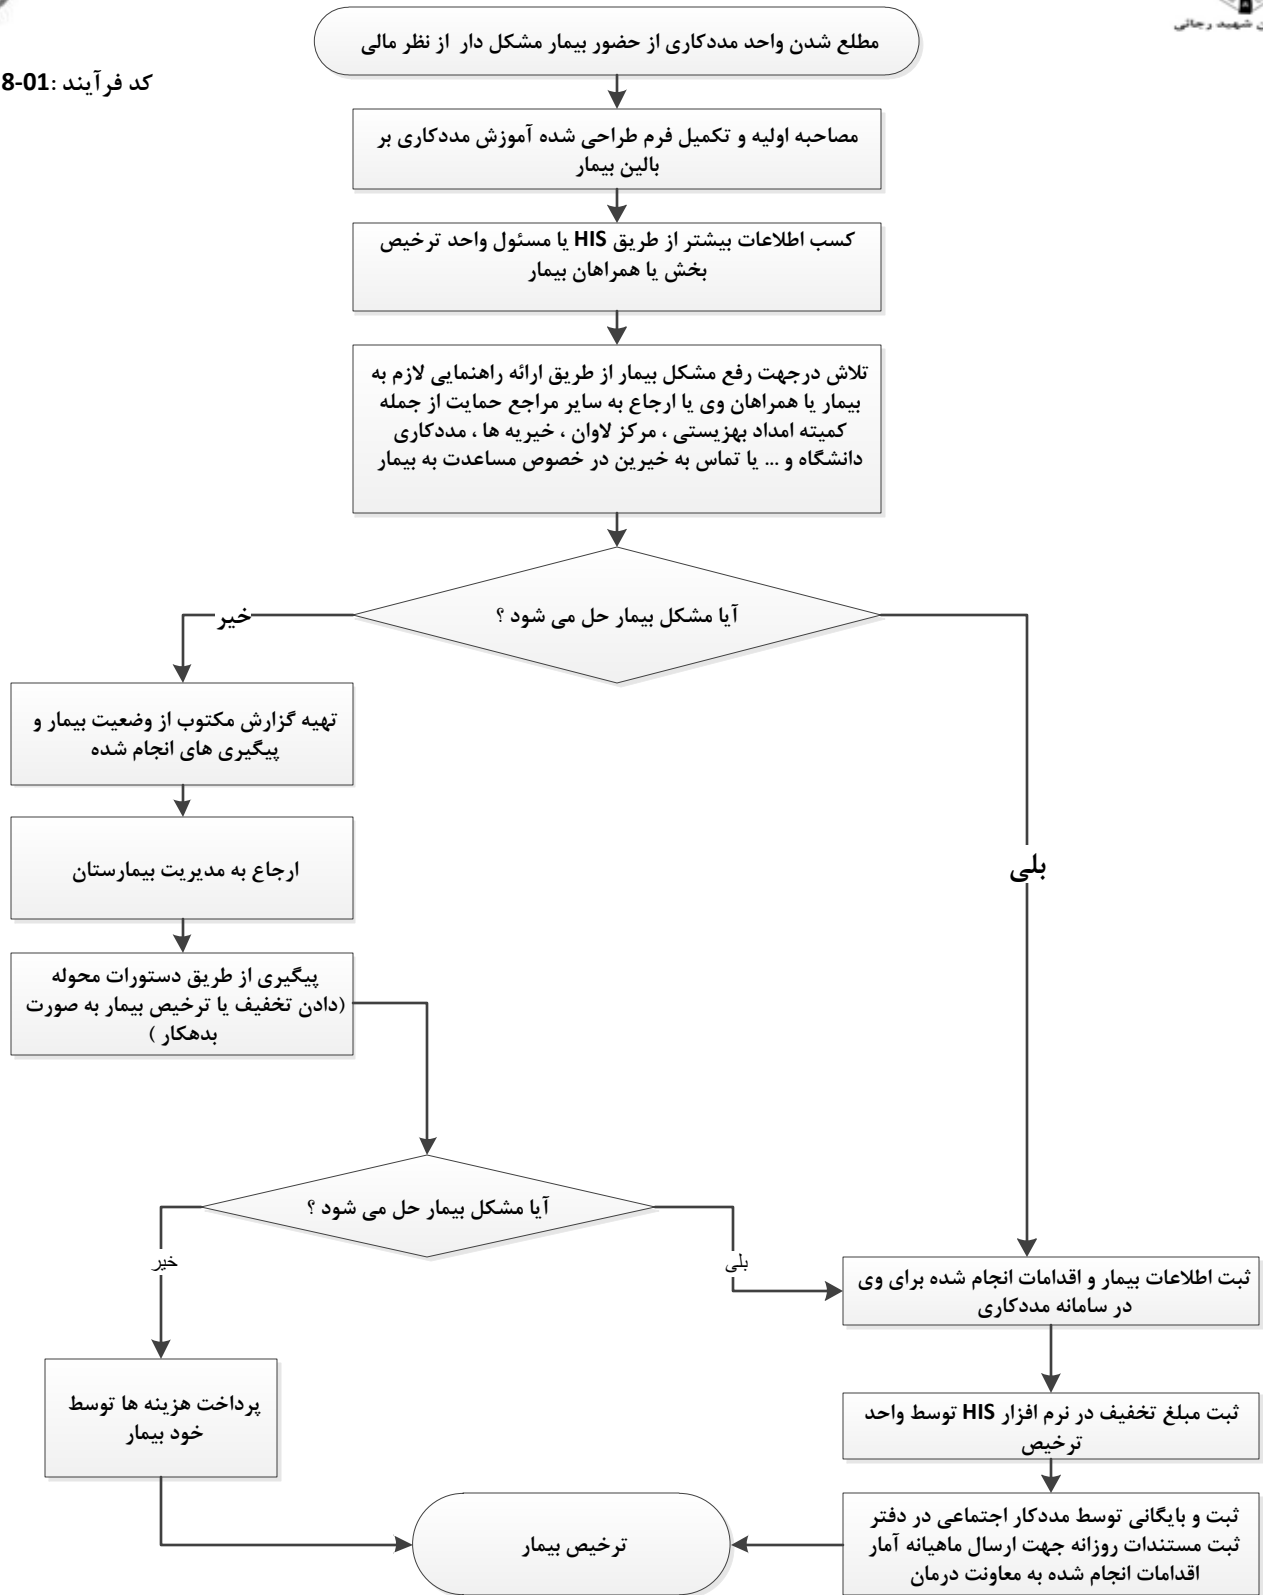 ن شهید رجائی
مطلع شدن واحد مددکاری از حضور بیمار مشکل دار از نظر مالی
کد فرآیند :01-8
مصاحبه اولیه و تکمیل فرم طراحی شده آموزش مددکاری بر
بالین بیمار
کسب اطلاعات بیشتر از طریق HIS یا مسئول واحد ترخیص
بخش یا همراهان بیمار
تلاش درجهت رفع مشکل بیمار از طریق ارائه راهنمایی لازم به
بیمار یا همراهان وی یا ارجاع به سایر مراجع حمایت از جمله
کمیته امداد بهزیستی ، مرکز لاوان ، خیریه ها ، مددکاری
دانشگاه و ... یا تماس به خیرین در خصوص مساعدت به بیمار
آیا مشکل بیمار حل می شود ؟
خیر
بلی
تهیه گزارش مکتوب از وضعیت بیمار و
پیگیری های انجام شده
ارجاع به مدیریت بیمارستان
پیگیری از طریق دستورات محوله
(دادن تخفیف یا ترخیص بیمار به صورت
بدهکار )
آیا مشکل بیمار حل می شود ؟
خیر
بلی
ثبت اطلاعات بیمار و اقدامات انجام شده برای وی
در سامانه مددکاری
پرداخت هزینه ها توسط
خود بیمار
ثبت مبلغ تخفیف در نرم افزار HIS توسط واحد
ترخیص
ثبت و بایگانی توسط مددکار اجتماعی در دفتر
ثبت مستندات روزانه جهت ارسال ماهیانه آمار
اقدامات انجام شده به معاونت درمان
ترخیص بیمار